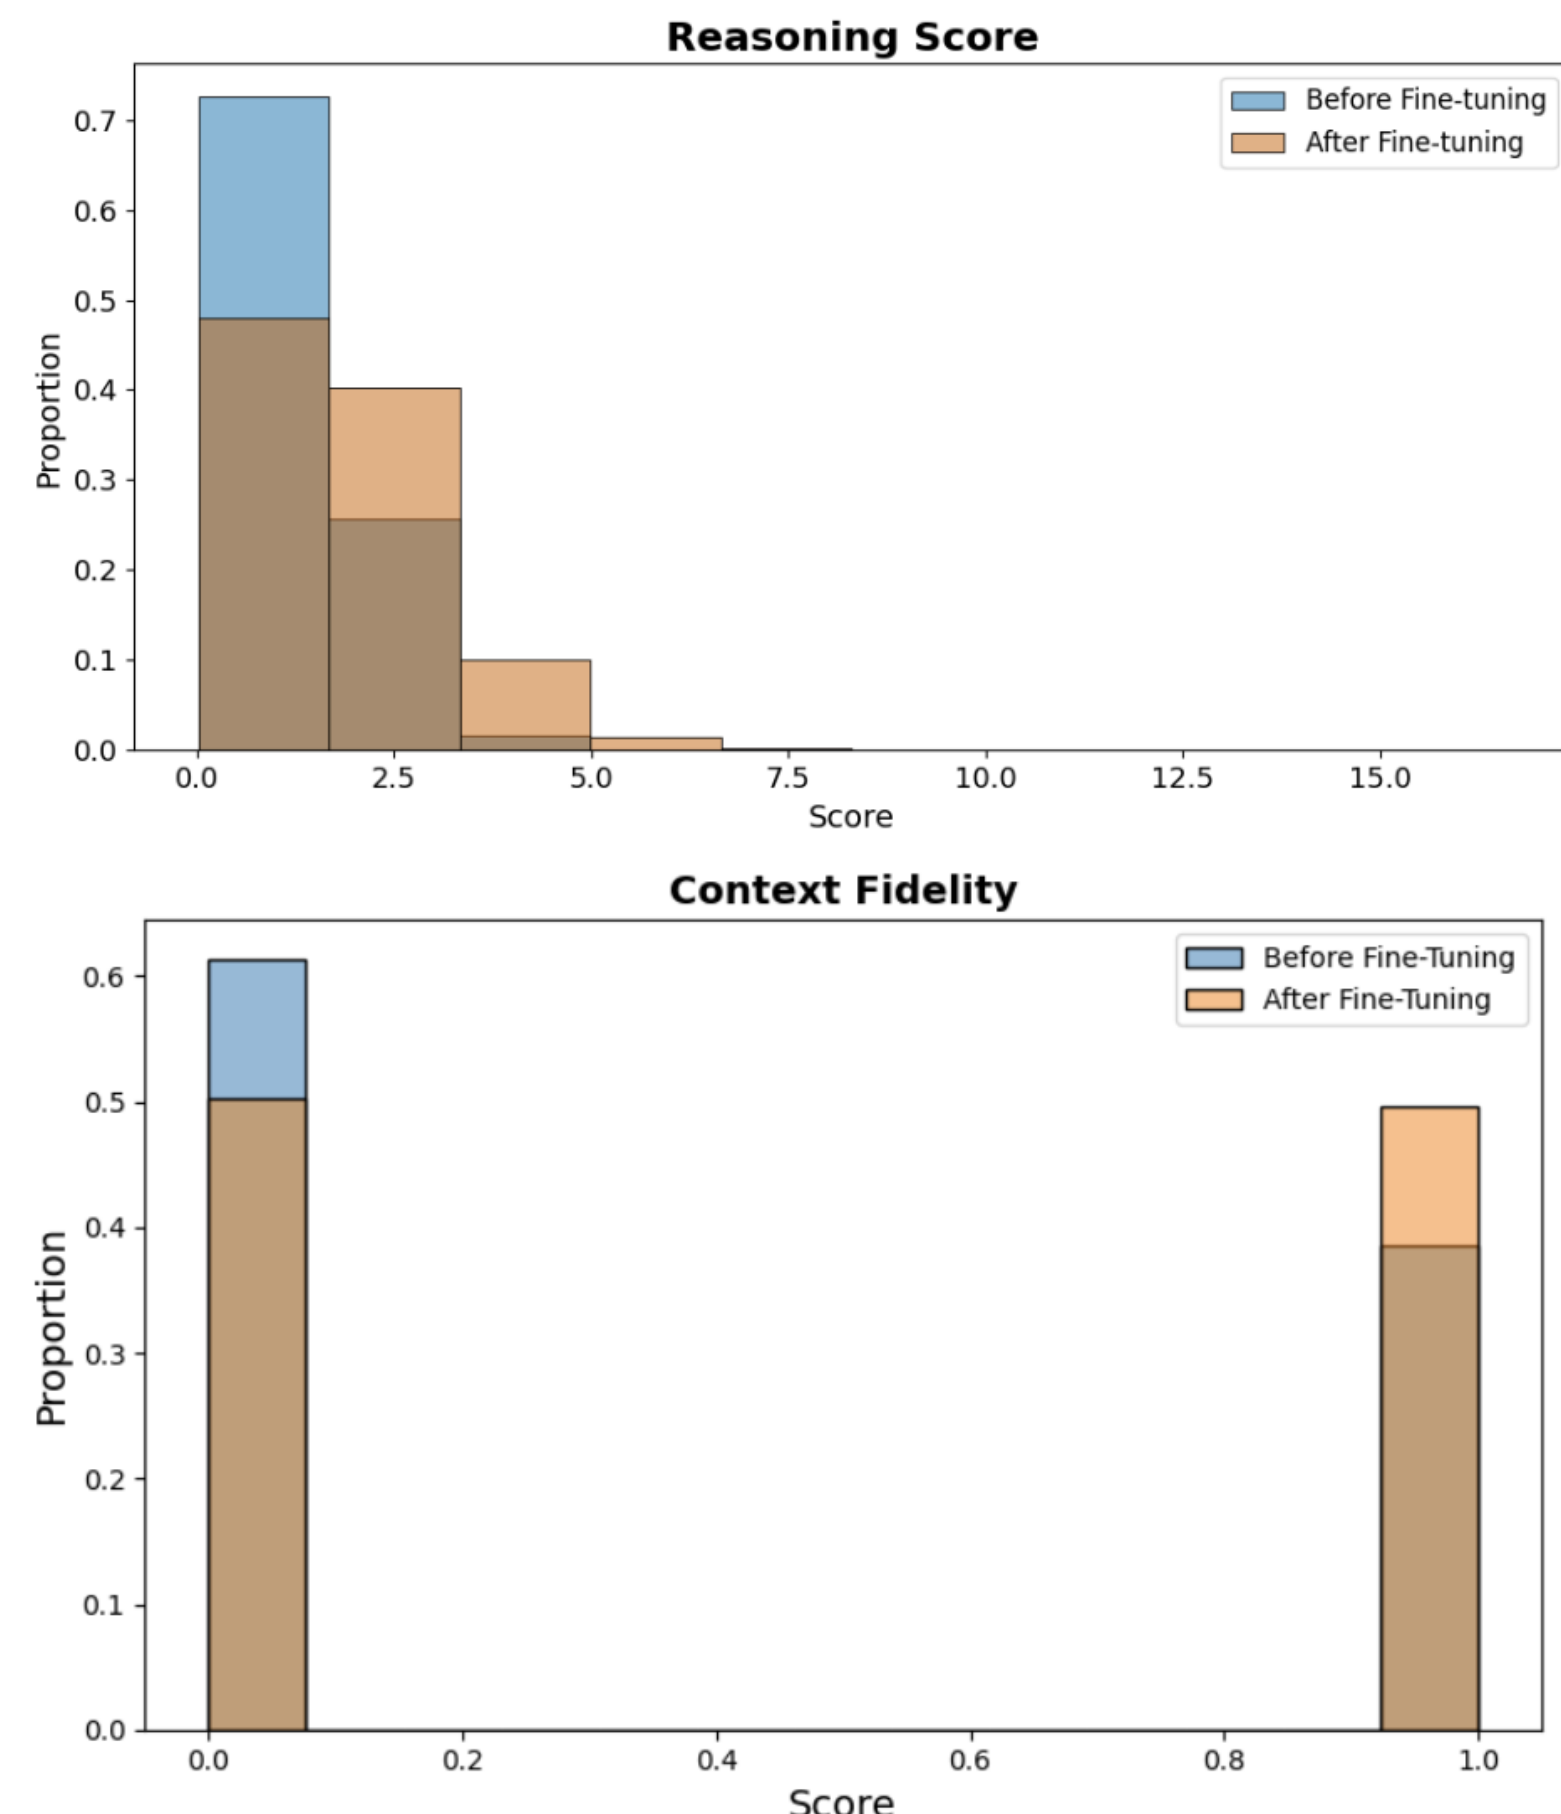 Reasoning Score
Before Fine-tuning
After Fine-tuning
0.7
0.6
0.5
0.4
0.3
0.2
0.1
0.0
Proportion
0.0 2.5 5.0 7.5 10.0 12.5 15.0
Score
Context Fidelity
Before Fine-Tuning
After Fine-Tuning
0.6
0.5
0.4
0.3
0.2
0.1
0.0
Proportion
0.0 0.2 0.4 0.6 0.8 1.0
Score